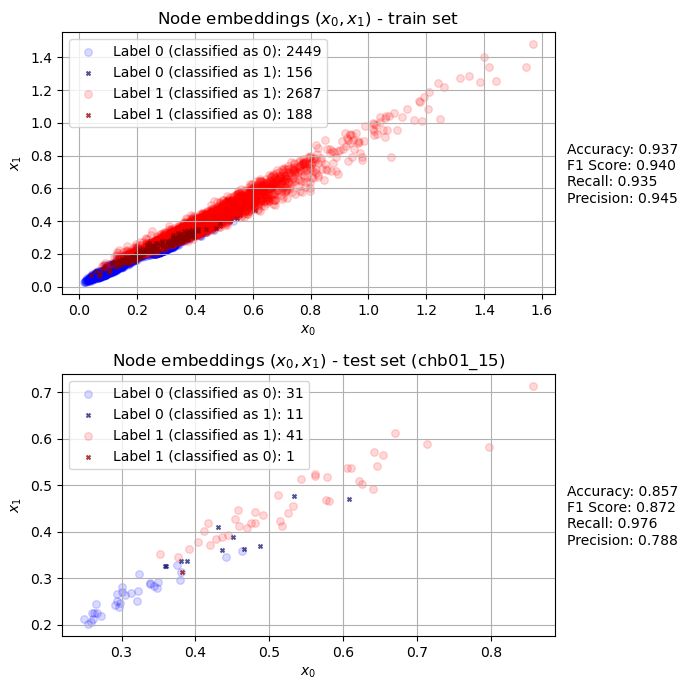 Node embeddings (x₀, x₁) - train set
Label 0 (classified as 0): 2449
Label 0 (classified as 1): 156
Label 1 (classified as 1): 2687
Label 1 (classified as 0): 188
1.4
1.2
1.0
0.8
0.6
0.4
0.2
0.0
x₁
0.0 0.2 0.4 0.6 0.8 1.0 1.2 1.4 1.6
x₀
Accuracy: 0.937
F1 Score: 0.940
Recall: 0.935
Precision: 0.945
Node embeddings (x₀, x₁) - test set (chb01_15)
Label 0 (classified as 0): 31
Label 0 (classified as 1): 11
Label 1 (classified as 1): 41
Label 1 (classified as 0): 1
0.7
0.6
0.5
0.4
0.3
0.2
x₁
0.3 0.4 0.5 0.6 0.7 0.8
x₀
Accuracy: 0.857
F1 Score: 0.872
Recall: 0.976
Precision: 0.788